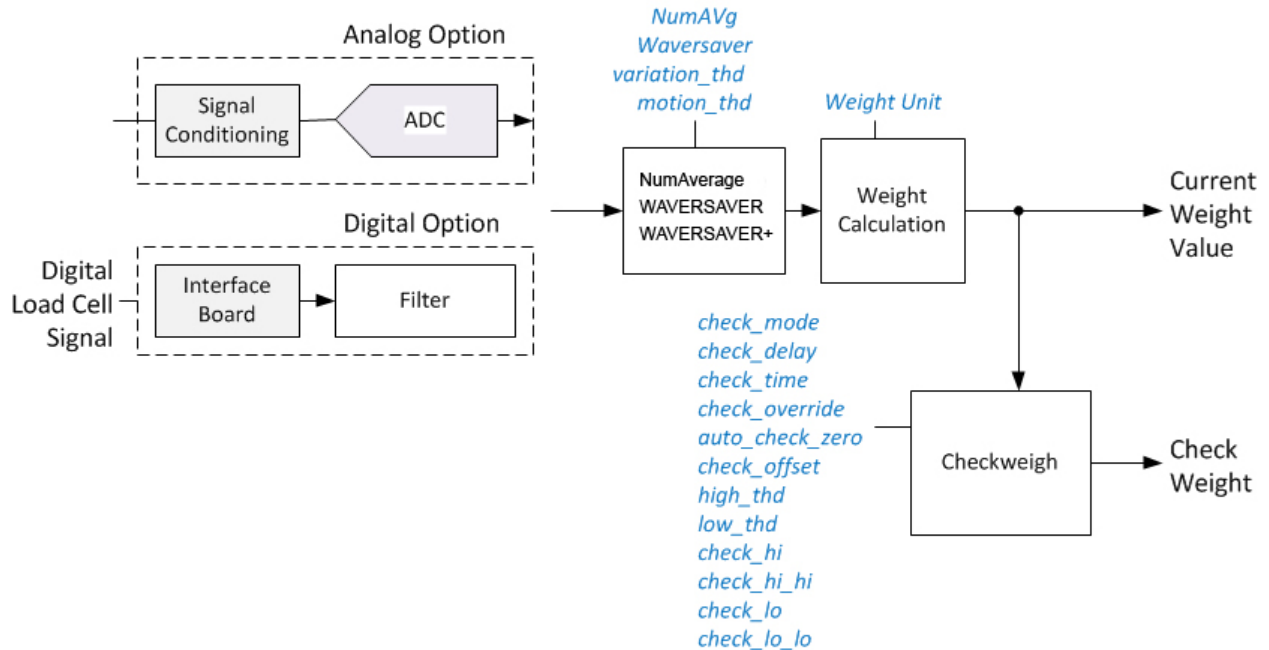 Analog Option
Signal
Conditioning
ADC
Digital Option
Digital
Load Cell
Signal
Interface
Board
Filter
NumAVg
Waversaver
variation_thd
motion_thd
NumAverage
WAVERSAVER
WAVERSAVER+
Weight Unit
Weight
Calculation
Current
Weight
Value
check_mode
check_delay
check_time
check_override
auto_check_zero
check_offset
high_thd
low_thd
check_hi
check_hi_hi
check_lo
check_lo_lo
Checkweigh
Check
Weight